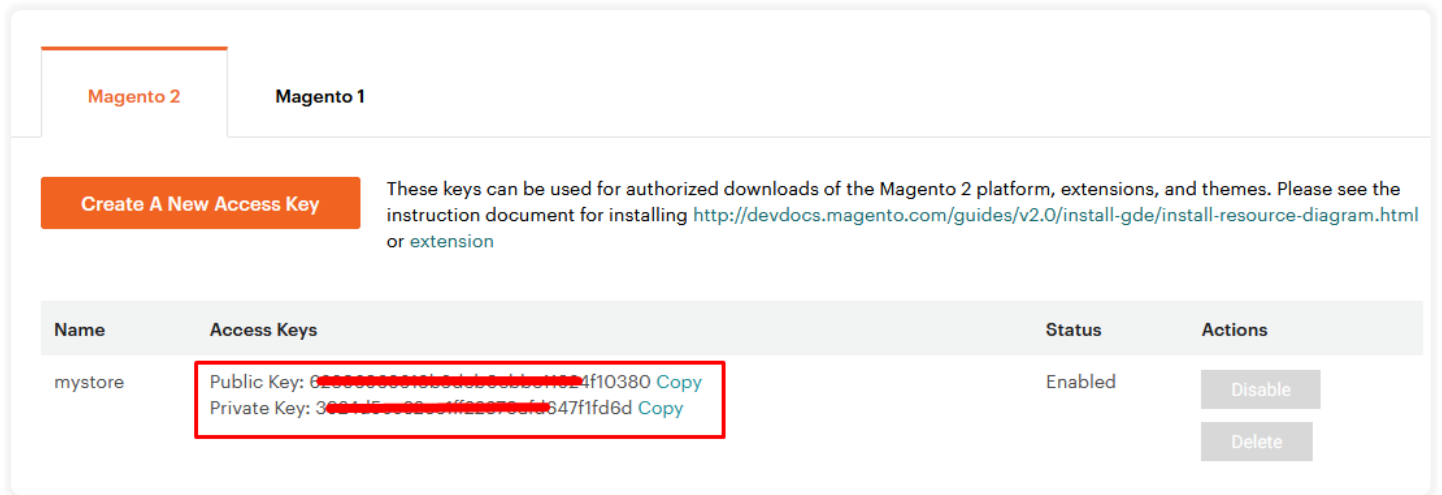 Magento 2
Magento 1
Create A New Access Key
These keys can be used for authorized downloads of the Magento 2 platform, extensions, and themes. Please see the
instruction document for installing http://devdocs.magento.com/guides/v2.0/install-gde/install-resource-diagram.html
or extension
Name Access Keys Status Actions
mystore Public Key: Copy Enabled Disable
Private Key: Copy
Delete